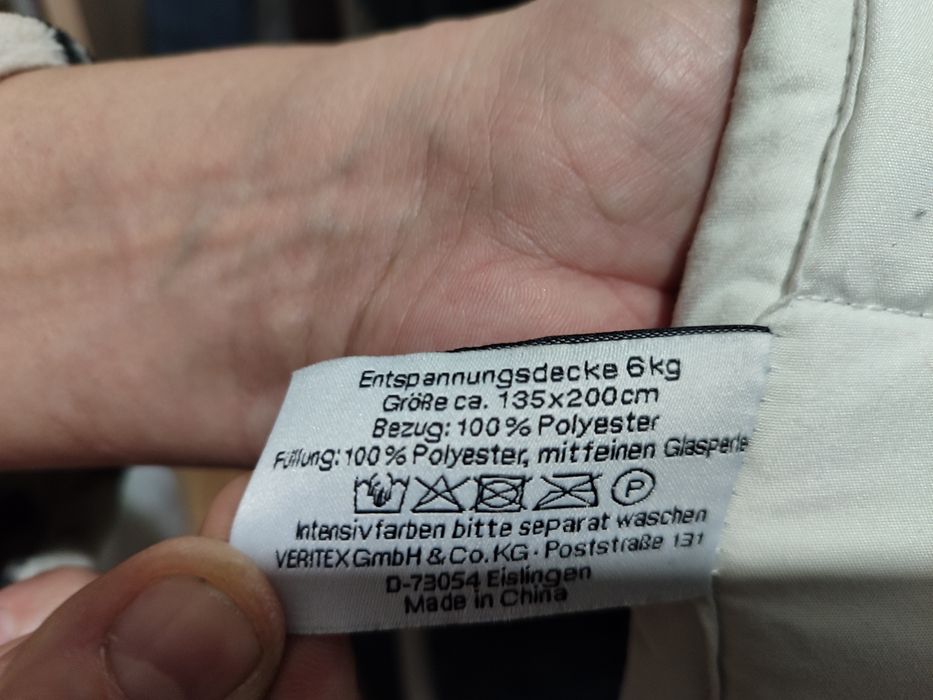 Entspannungsdecke 6kg
Größe ca. 135x200cm
Bezug: 100% Polyester
Füllung: 100% Polyester, mit feinen Glasperle
P
Intensivfarben bitte separat waschen
VERITEX GmbH & Co. KG · Poststraße 131
D-73054 Eislingen
Made in China